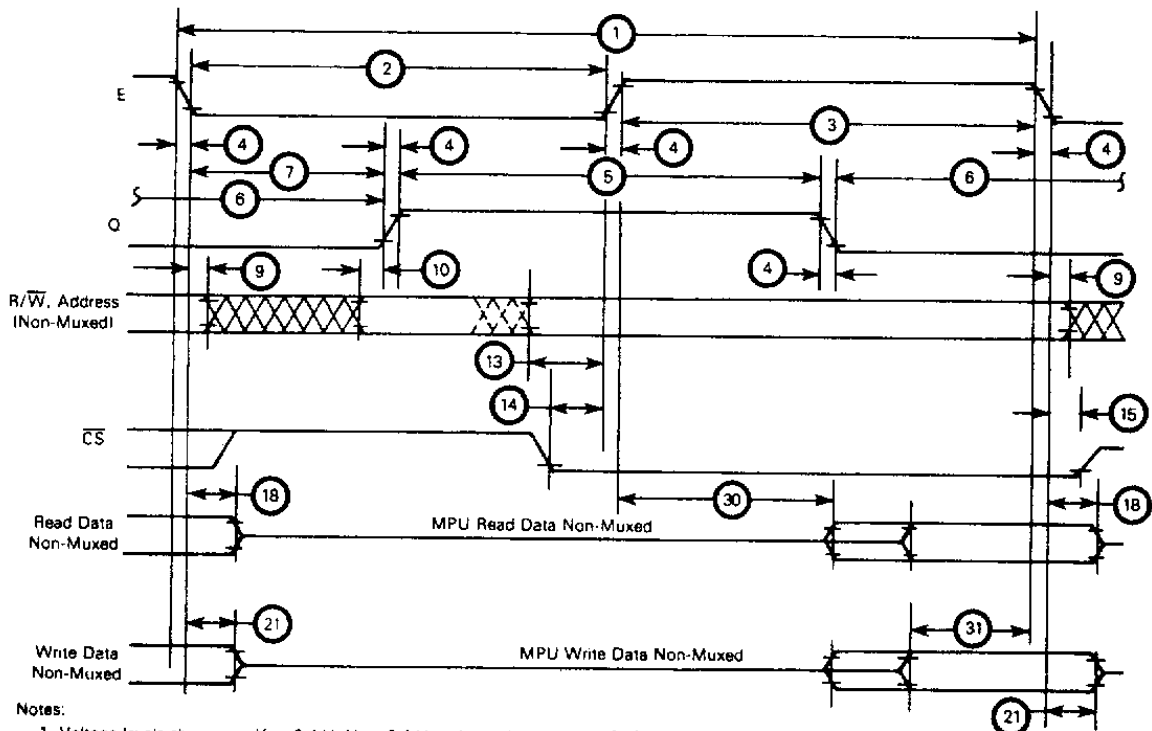 1
2
E
3
4 4 4 4
7 5 6
6
Q
9 10 4 9
R/W̅, Address
(Non-Muxed)
13
14 15
C̅S̅
18 30 18
Read Data
Non-Muxed
MPU Read Data Non-Muxed
21 31
Write Data
Non-Muxed
MPU Write Data Non-Muxed
21
Notes: